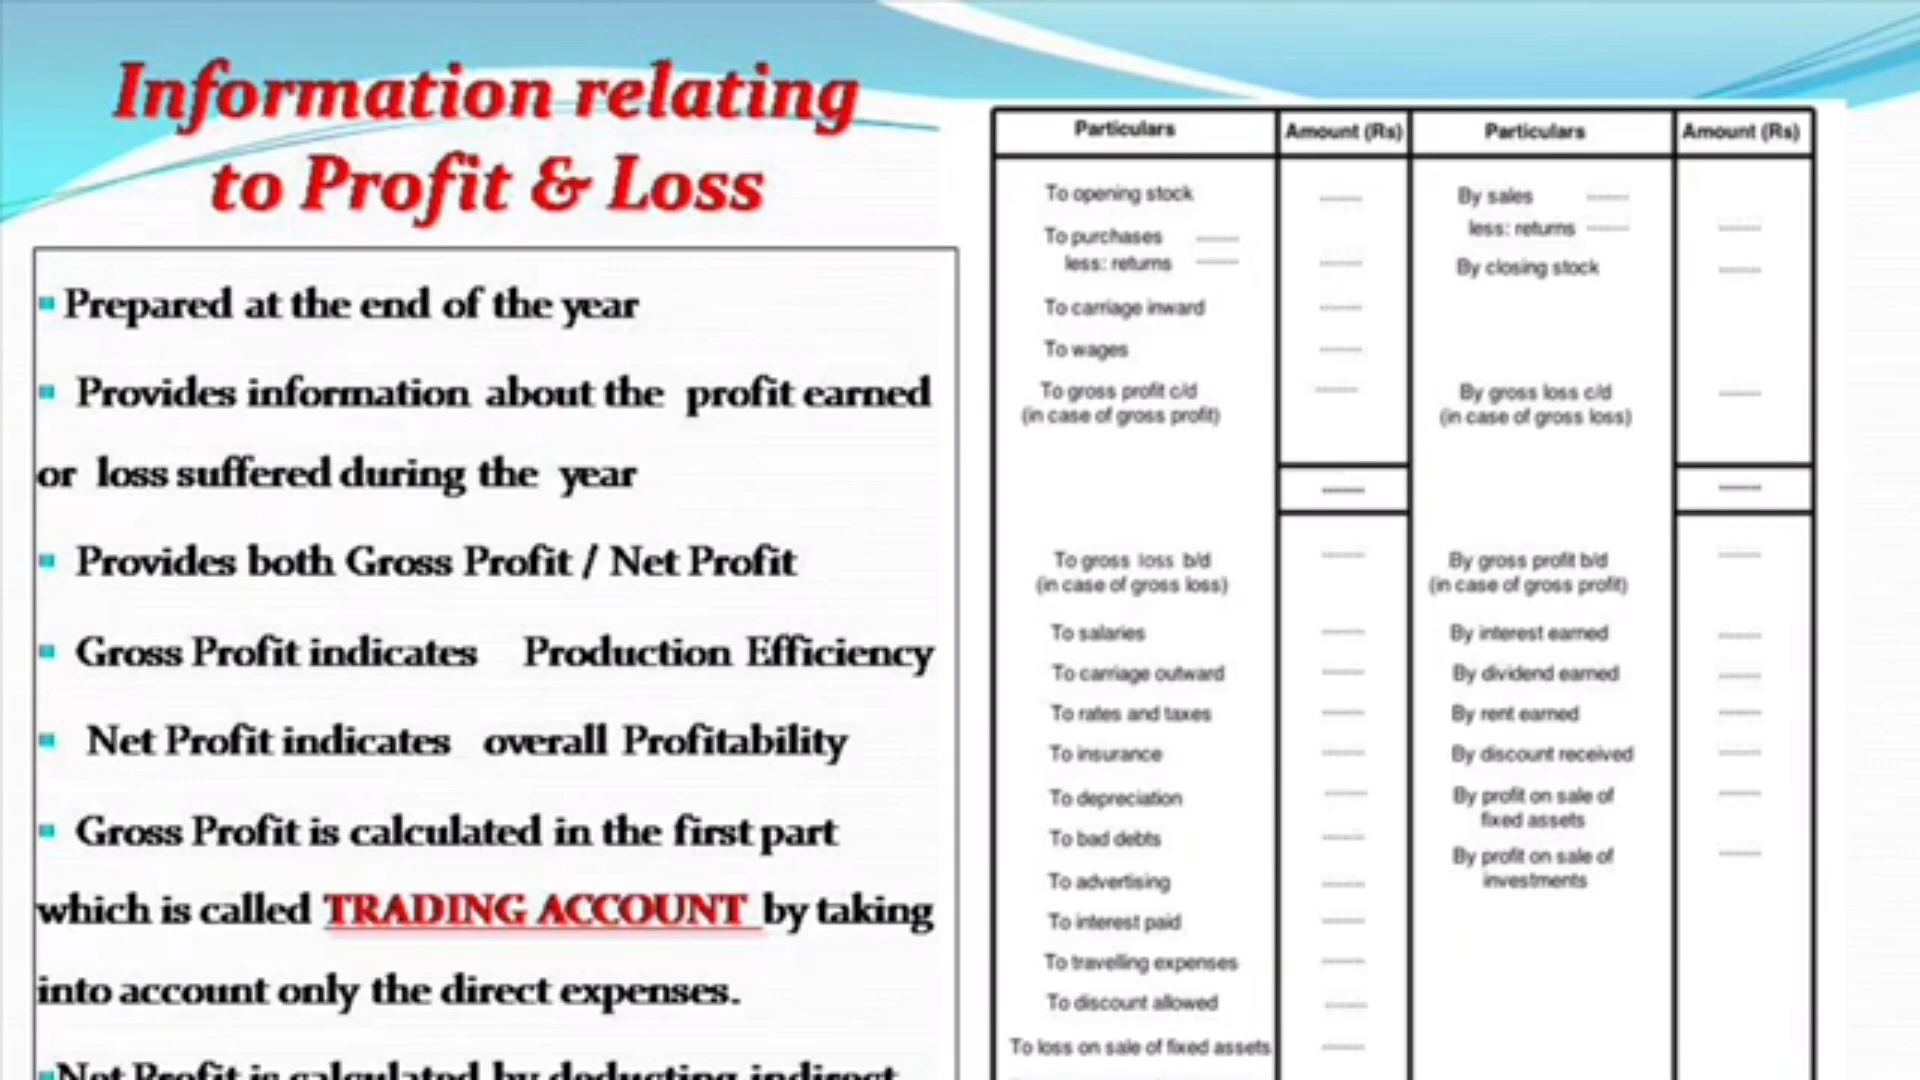 Information relating
to Profit & Loss
Prepared at the end of the year
Provides information about the profit earned
or loss suffered during the year
Provides both Gross Profit / Net Profit
Gross Profit indicates Production Efficiency
Net Profit indicates overall Profitability
Gross Profit is calculated in the first part
which is called TRADING ACCOUNT by taking
into account only the direct expenses.
Net Profit is calculated by deducting indirect
Particulars Amount (Rs) Particulars Amount (Rs)
To opening stock ------- By sales -------
To purchases ------- less: returns ------- -------
less: returns ------- ------- By closing stock -------
To carriage inward -------
To wages -------
To gross profit c/d ------- By gross loss c/d -------
(in case of gross profit) (in case of gross loss)
------- -------
To gross loss b/d ------- By gross profit b/d -------
(in case of gross loss) (in case of gross profit)
To salaries ------- By interest earned -------
To carriage outward ------- By dividend earned -------
To rates and taxes ------- By rent earned -------
To insurance ------- By discount received -------
To depreciation ------- By profit on sale of -------
fixed assets
To bad debts -------
By profit on sale of -------
To advertising ------- investments
To interest paid -------
To travelling expenses -------
To discount allowed -------
To loss on sale of fixed assets -------